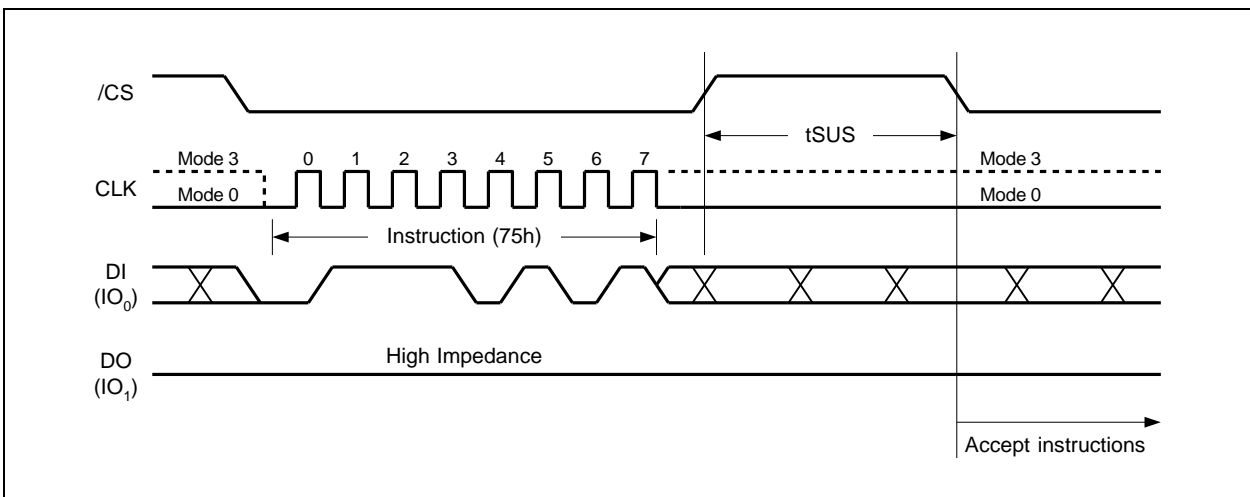 /CS
tSUS
Mode 3 0 1 2 3 4 5 6 7 Mode 3
CLK
Mode 0 Mode 0
Instruction (75h)
DI
(IO0)
High Impedance
DO
(IO1)
Accept instructions